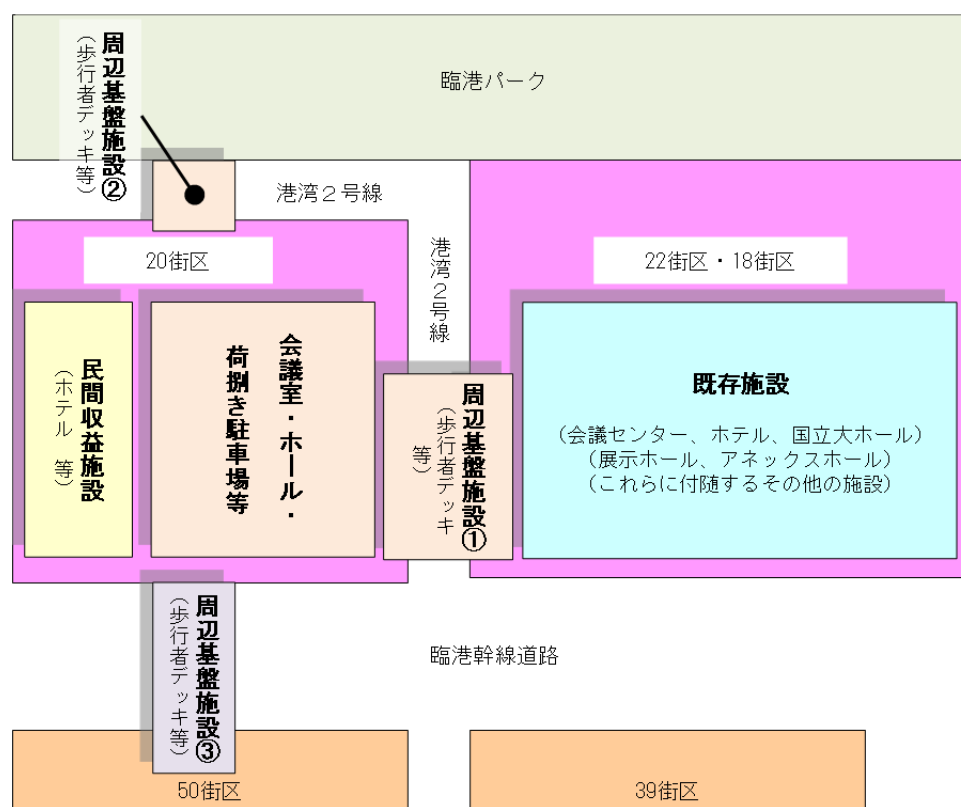 臨港パーク
周辺基盤施設②
（歩行者デッキ等）
港湾２号線
港湾２号線
20街区
22街区・18街区
民間収益施設
（ホテル　等）
会議室・ホール・
荷捌き駐車場等
周辺基盤施設①
（歩行者デッキ
等）
既存施設
（会議センター、ホテル、国立大ホール）
（展示ホール、アネックスホール）
（これらに付随するその他の施設）
周辺基盤施設③
（歩行者デッキ等）
臨港幹線道路
50街区
39街区